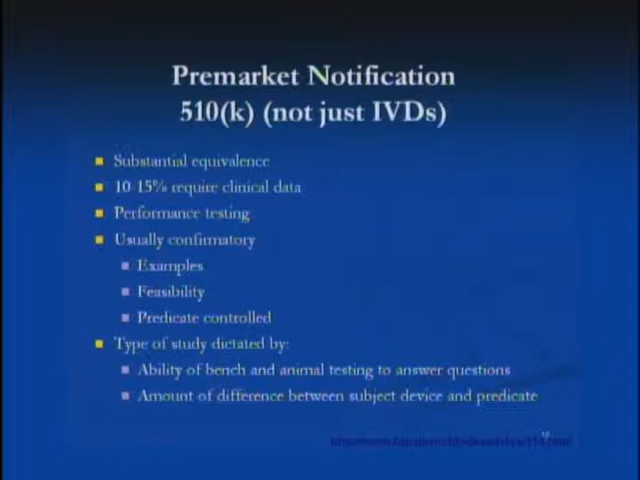 Premarket Notification
510(k) (not just IVDs)
Substantial equivalence
10-15% require clinical data
Performance testing
Usually confirmatory
Examples
Feasibility
Predicate controlled
Type of study dictated by:
Ability of bench and animal testing to answer questions
Amount of difference between subject device and predicate